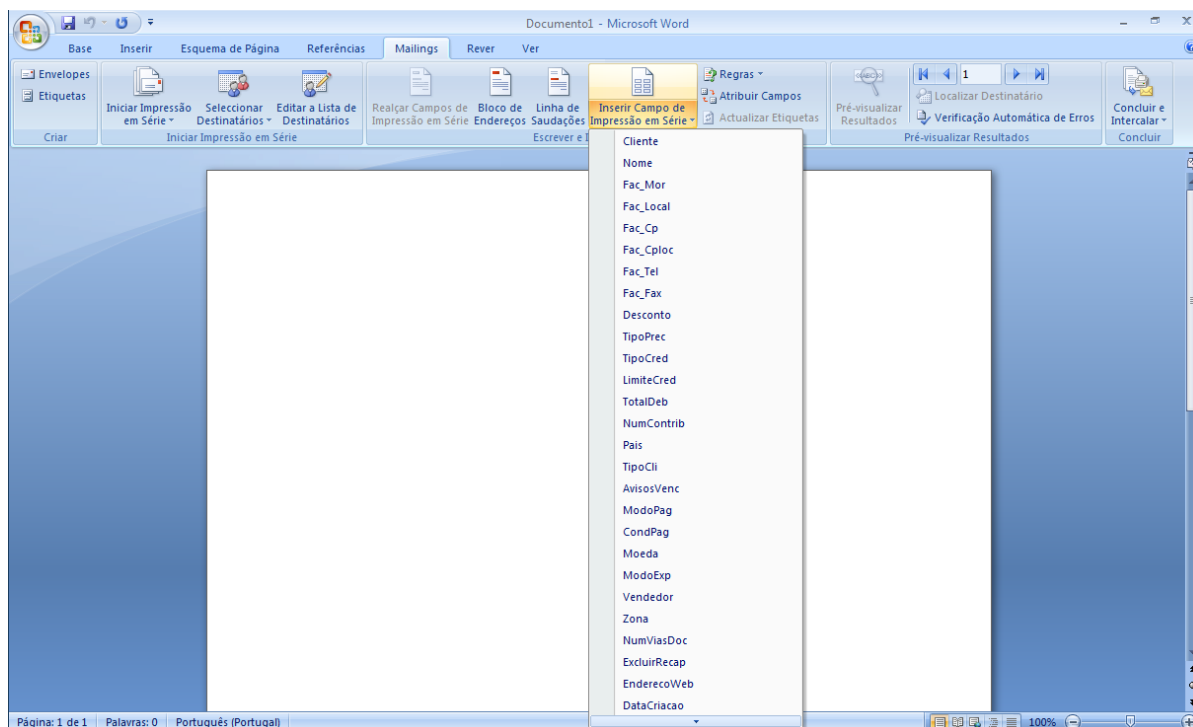 Documento1 - Microsoft Word
Base Inserir Esquema de Página Referências Mailings Rever Ver
Envelopes
Etiquetas
Criar
Iniciar Impressão em Série
Seleccionar Destinatários
Editar a Lista de Destinatários
Iniciar Impressão em Série
Realçar Campos de Impressão em Série
Bloco de Endereços
Linha de Saudações
Inserir Campo de Impressão em Série
Regras
Atribuir Campos
Actualizar Etiquetas
Escrever e I
Pré-visualizar Resultados
1
Localizar Destinatário
Verificação Automática de Erros
Pré-visualizar Resultados
Concluir e Intercalar
Concluir
Cliente
Nome
Fac_Mor
Fac_Local
Fac_Cp
Fac_Cploc
Fac_Tel
Fac_Fax
Desconto
TipoPrec
TipoCred
LimiteCred
TotalDeb
NumContrib
Pais
TipoCli
AvisosVenc
ModoPag
CondPag
Moeda
ModoExp
Vendedor
Zona
NumViasDoc
ExcluirRecap
EnderecoWeb
DataCriacao
Página: 1 de 1 Palavras: 0 Português (Portugal) 100%